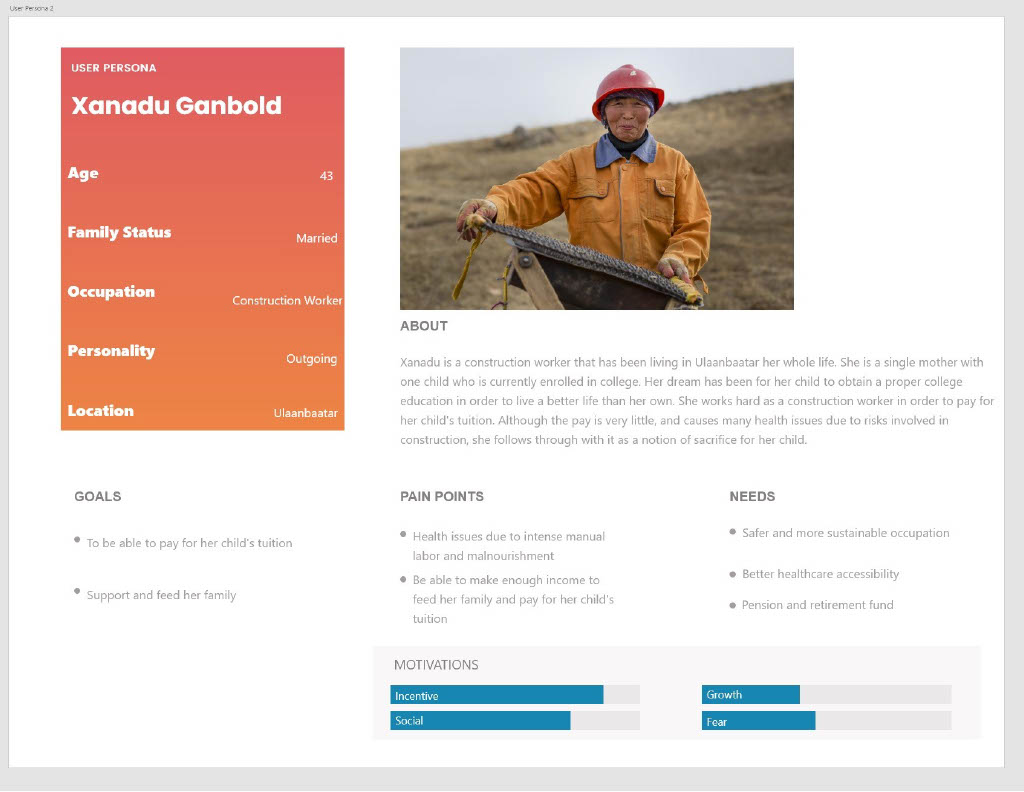 User Persona 2
USER PERSONA
Xanadu Ganbold
Age
43
Family Status
Married
Occupation
Construction Worker
Personality
Outgoing
Location
Ulaanbaatar
ABOUT
Xanadu is a construction worker that has been living in Ulaanbaatar her whole life. She is a single mother with
one child who is currently enrolled in college. Her dream has been for her child to obtain a proper college
education in order to live a better life than her own. She works hard as a construction worker in order to pay for
her child's tuition. Although the pay is very little, and causes many health issues due to risks involved in
construction, she follows through with it as a notion of sacrifice for her child.
GOALS
To be able to pay for her child's tuition
Support and feed her family
PAIN POINTS
Health issues due to intense manual
labor and malnourishment
Be able to make enough income to
feed her family and pay for her child's
tuition
NEEDS
Safer and more sustainable occupation
Better healthcare accessibility
Pension and retirement fund
MOTIVATIONS
Incentive
Social
Growth
Fear